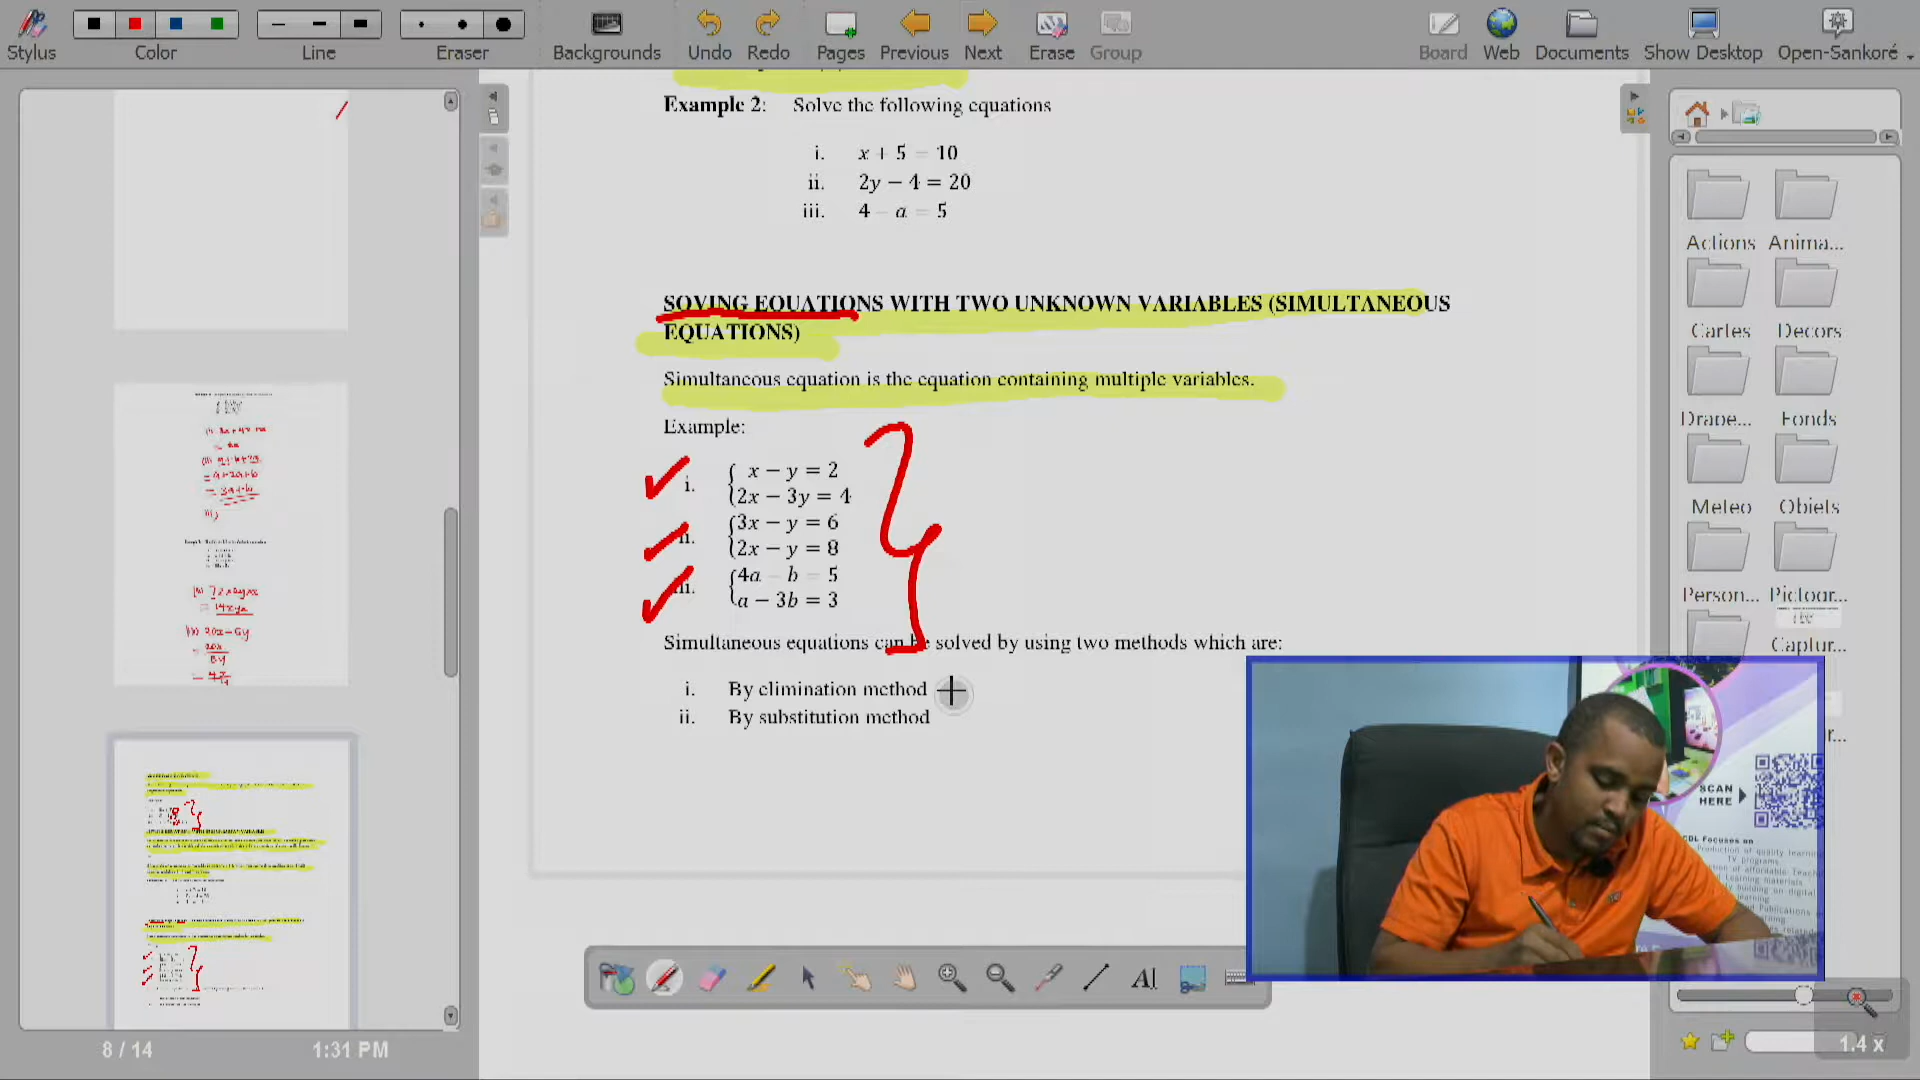 Stylus
Color
Line
Eraser
Backgrounds
Undo
Redo
Pages
Previous
Next
Erase
Group
Board
Web
Documents
Show Desktop
Open-Sankoré
Example 2: Solve the following equations
i. x + 5 = 10
ii. 2y − 4 = 20
iii. 4 − a = 5
SOVING EQUATIONS WITH TWO UNKNOWN VARIABLES (SIMULTANEOUS
EQUATIONS)
Simultaneous equation is the equation containing multiple variables.
Example:
i. { x − y = 2
2x − 3y = 4
ii. { 3x − y = 6
2x − y = 8
iii. { 4a − b = 5
a − 3b = 3
Simultaneous equations can be solved by using two methods which are:
i. By elimination method
ii. By substitution method
Actions
Anima...
Cartes
Decors
Drape...
Fonds
Meteo
Objets
Person...
Pictogr...
Captur...
SCAN
HERE
CDL Focuses on
8 / 14
1:31 PM
1.4 x